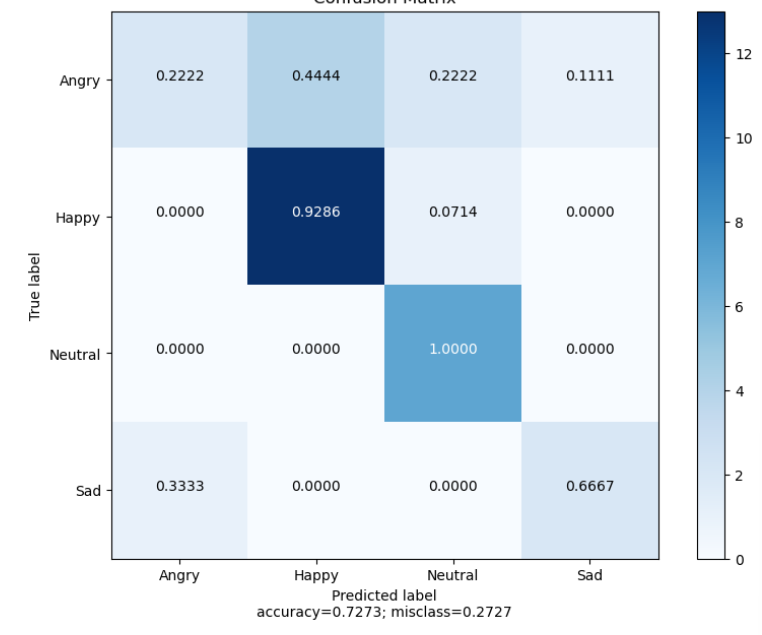 Confusion Matrix
Angry 0.2222 0.4444 0.2222 0.1111
Happy 0.0000 0.9286 0.0714 0.0000
Neutral 0.0000 0.0000 1.0000 0.0000
Sad 0.3333 0.0000 0.0000 0.6667
True label
Angry Happy Neutral Sad
Predicted label
accuracy=0.7273; misclass=0.2727
12
10
8
6
4
2
0